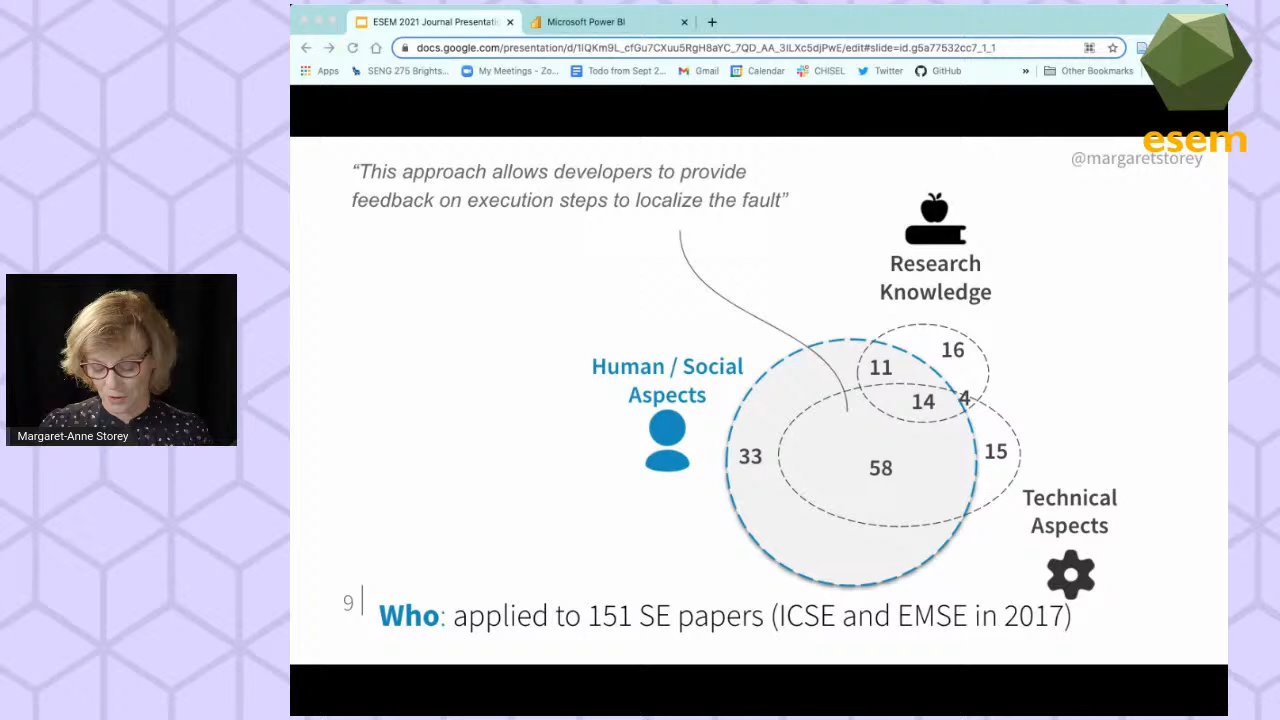 ESEM 2021 Journal Presentati
Microsoft Power BI
docs.google.com/presentation/d/1lQKm9L_cfGu7CXuu5RgH8aYC_7QD_AA_3ILXc5djPwE/edit#slide=id.g5a77532cc7_1_1
Apps
SENG 275 Brights...
My Meetings - Zo...
Todo from Sept 2...
Gmail
Calendar
CHISEL
Twitter
GitHub
»
Other Bookmarks
esem
@margaretstorey
“This approach allows developers to provide
feedback on execution steps to localize the fault”
Research
Knowledge
Human / Social
Aspects
16
11
14
4
33
58
15
Technical
Aspects
Margaret-Anne Storey
9
Who: applied to 151 SE papers (ICSE and EMSE in 2017)